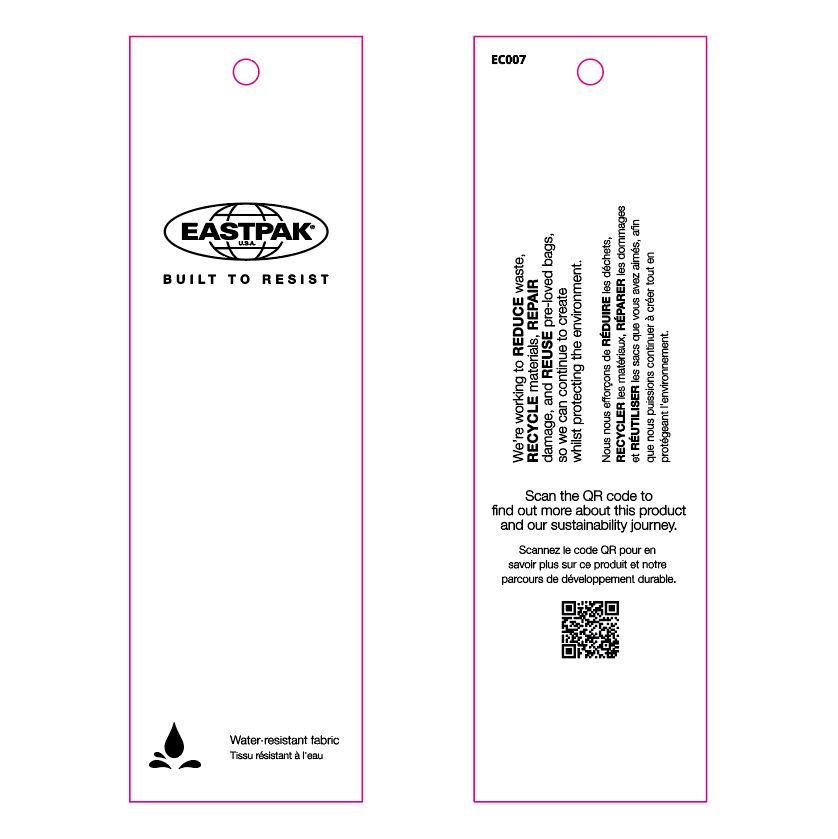 EASTPAK®
U.S.A.
BUILT TO RESIST
Water-resistant fabric
Tissu résistant à l'eau
EC007
We're working to REDUCE waste,
RECYCLE materials, REPAIR
damage, and REUSE pre-loved bags,
so we can continue to create
whilst protecting the environment.
Nous nous efforçons de RÉDUIRE les déchets,
RECYCLER les matériaux, RÉPARER les dommages
et RÉUTILISER les sacs que vous avez aimés, afin
que nous puissions continuer à créer tout en
protégeant l'environnement.
Scan the QR code to
find out more about this product
and our sustainability journey.
Scannez le code QR pour en
savoir plus sur ce produit et notre
parcours de développement durable.